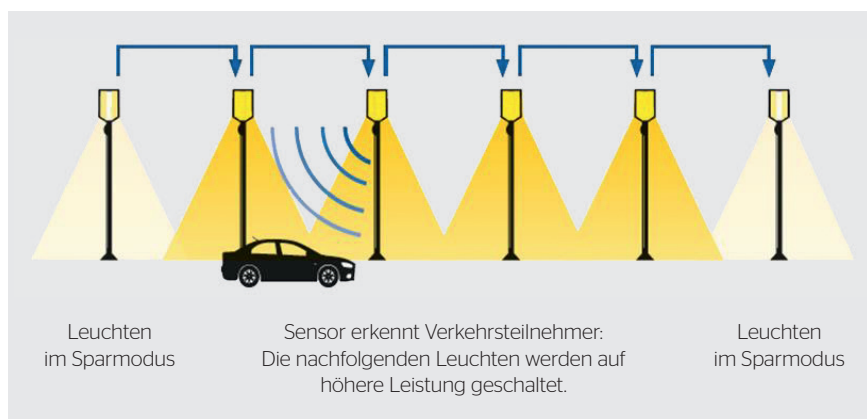 Leuchten
im Sparmodus
Sensor erkennt Verkehrsteilnehmer:
Die nachfolgenden Leuchten werden auf
höhere Leistung geschaltet.
Leuchten
im Sparmodus